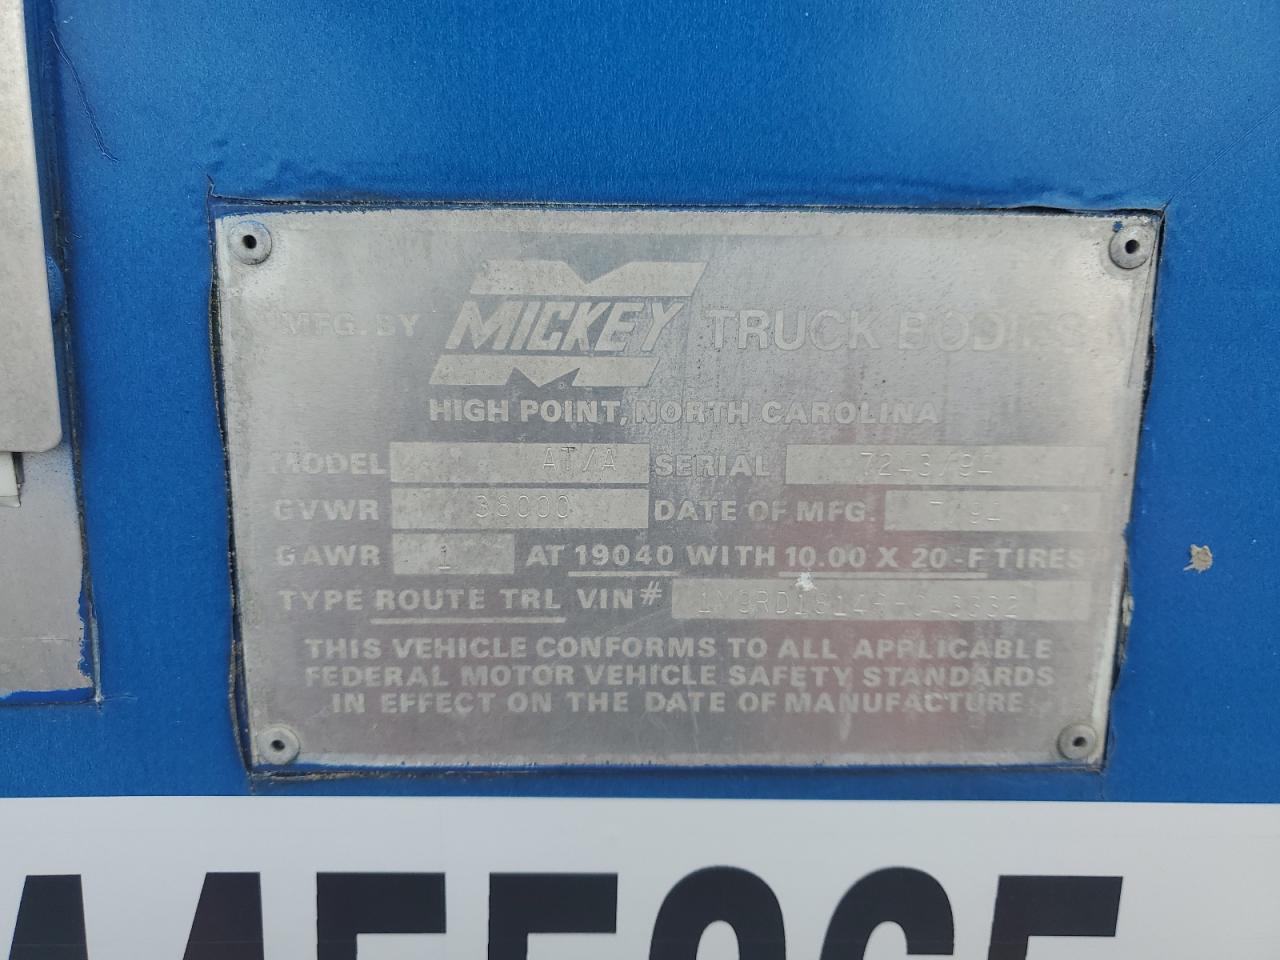 MFG. BY MICKEY TRUCK BODIES
HIGH POINT, NORTH CAROLINA
MODEL AT/A SERIAL 7243/94
GVWR 38000 DATE OF MFG. 7/94
GAWR 1 AT 19040 WITH 10.00 X 20-F TIRES
TYPE ROUTE TRL VIN#
THIS VEHICLE CONFORMS TO ALL APPLICABLE
FEDERAL MOTOR VEHICLE SAFETY STANDARDS
IN EFFECT ON THE DATE OF MANUFACTURE